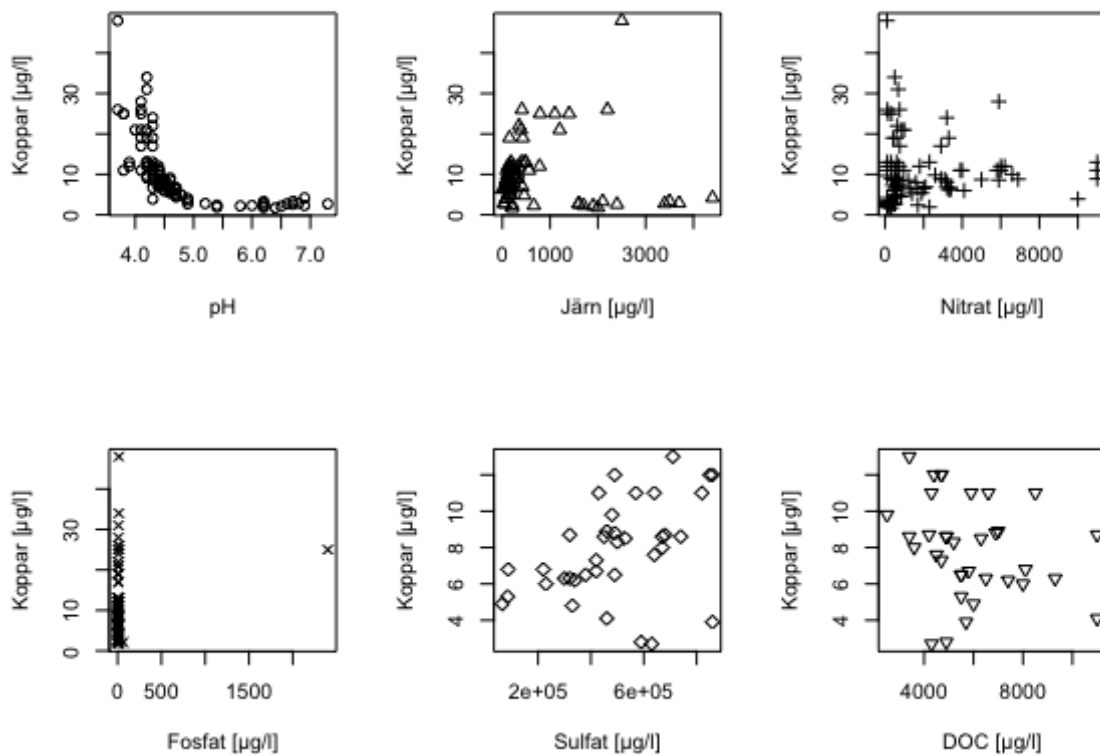 Koppar [µg/l]
0 10 30
4.0 5.0 6.0 7.0
pH
Koppar [µg/l]
0 10 30
0 1000 3000
Järn [µg/l]
Koppar [µg/l]
0 10 30
0 4000 8000
Nitrat [µg/l]
Koppar [µg/l]
0 10 30
0 500 1500
Fosfat [µg/l]
Koppar [µg/l]
4 6 8 10
2e+05 6e+05
Sulfat [µg/l]
Koppar [µg/l]
4 6 8 10
4000 8000
DOC [µg/l]